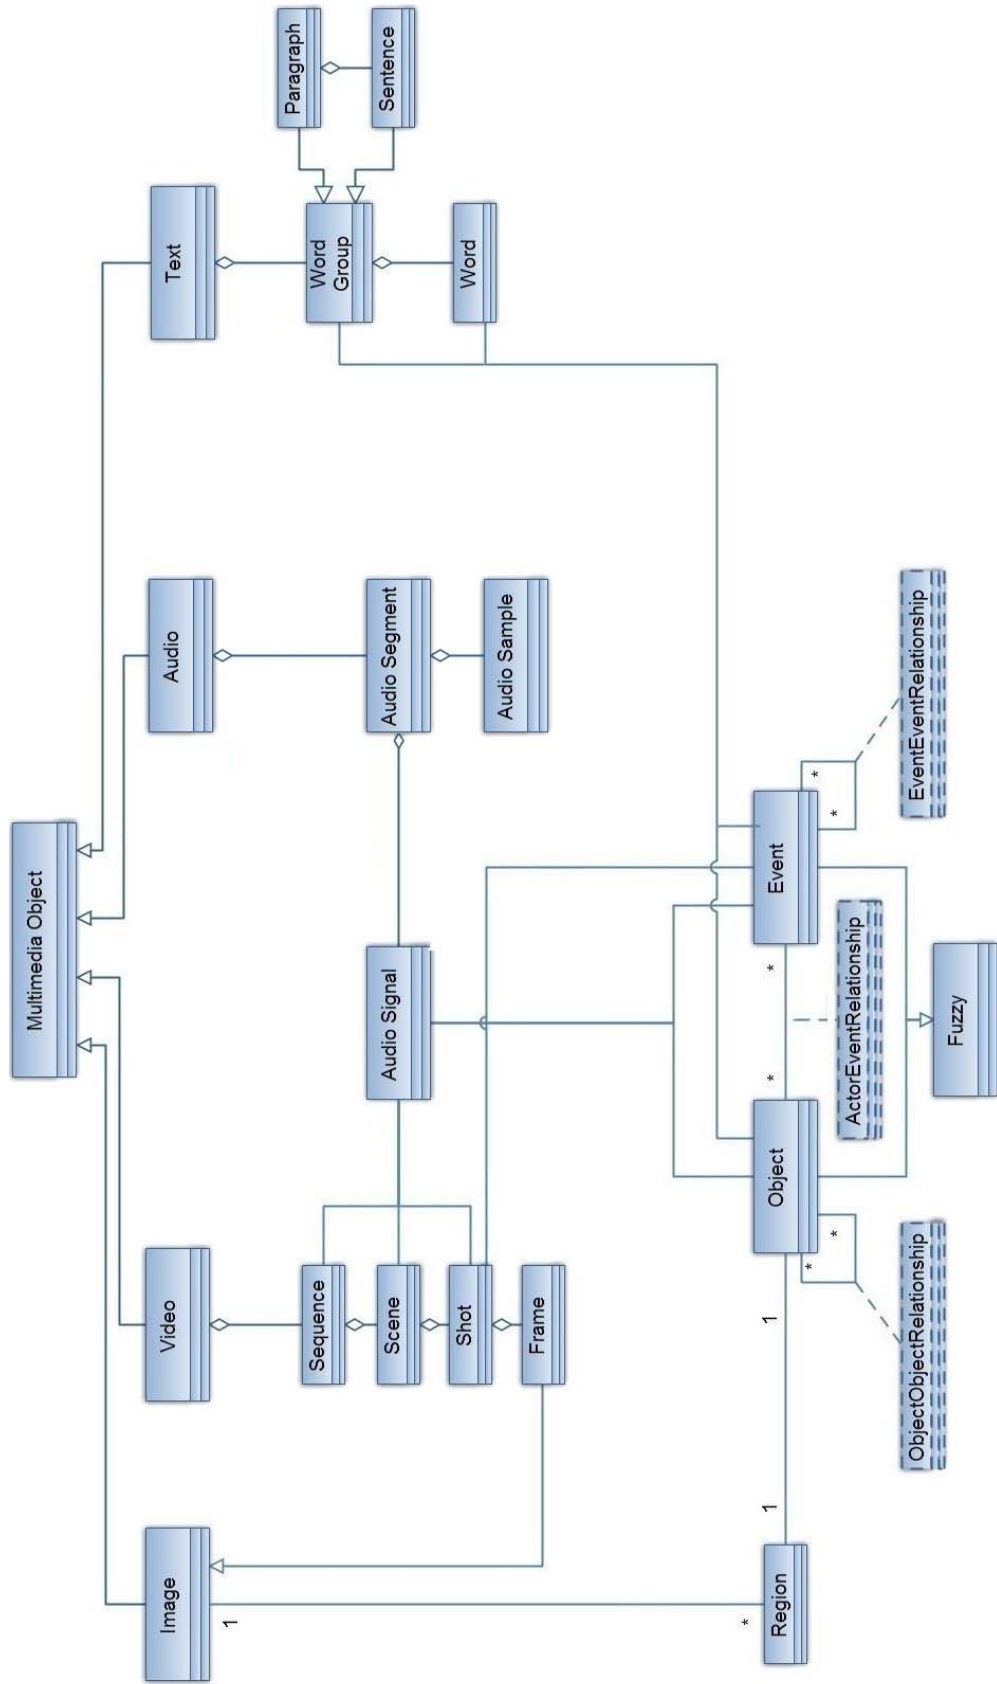 Multimedia Object
Image
Video
Audio
Text
Sequence
Scene
Shot
Frame
Audio Signal
Audio Segment
Audio Sample
Word
Group
Word
Paragraph
Sentence
1
*
Region
1
1
Object
*
*
Event
*
*
*
*
ObjectObjectRelationship
ActorEventRelationship
EventEventRelationship
Fuzzy